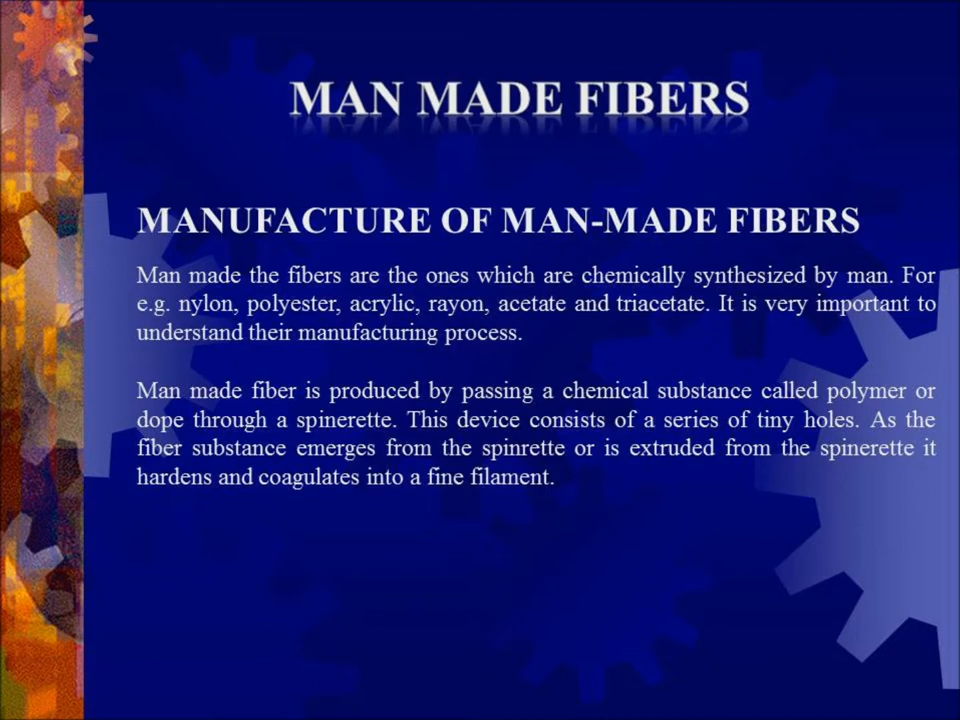 MAN MADE FIBERS
MANUFACTURE OF MAN-MADE FIBERS
Man made the fibers are the ones which are chemically synthesized by man. For
e.g. nylon, polyester, acrylic, rayon, acetate and triacetate. It is very important to
understand their manufacturing process.
Man made fiber is produced by passing a chemical substance called polymer or
dope through a spinerette. This device consists of a series of tiny holes. As the
fiber substance emerges from the spinrette or is extruded from the spinerette it
hardens and coagulates into a fine filament.